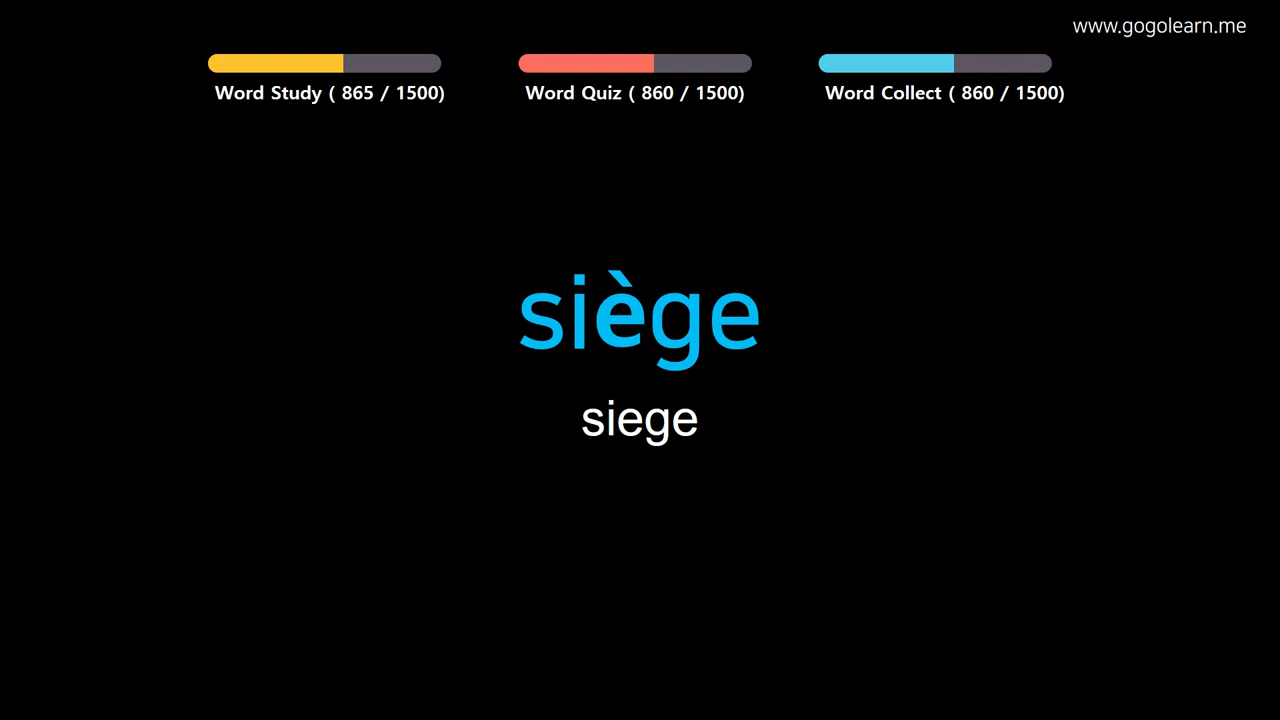 www.gogolearn.me
Word Study ( 865 / 1500)
Word Quiz ( 860 / 1500)
Word Collect ( 860 / 1500)
siège
siege